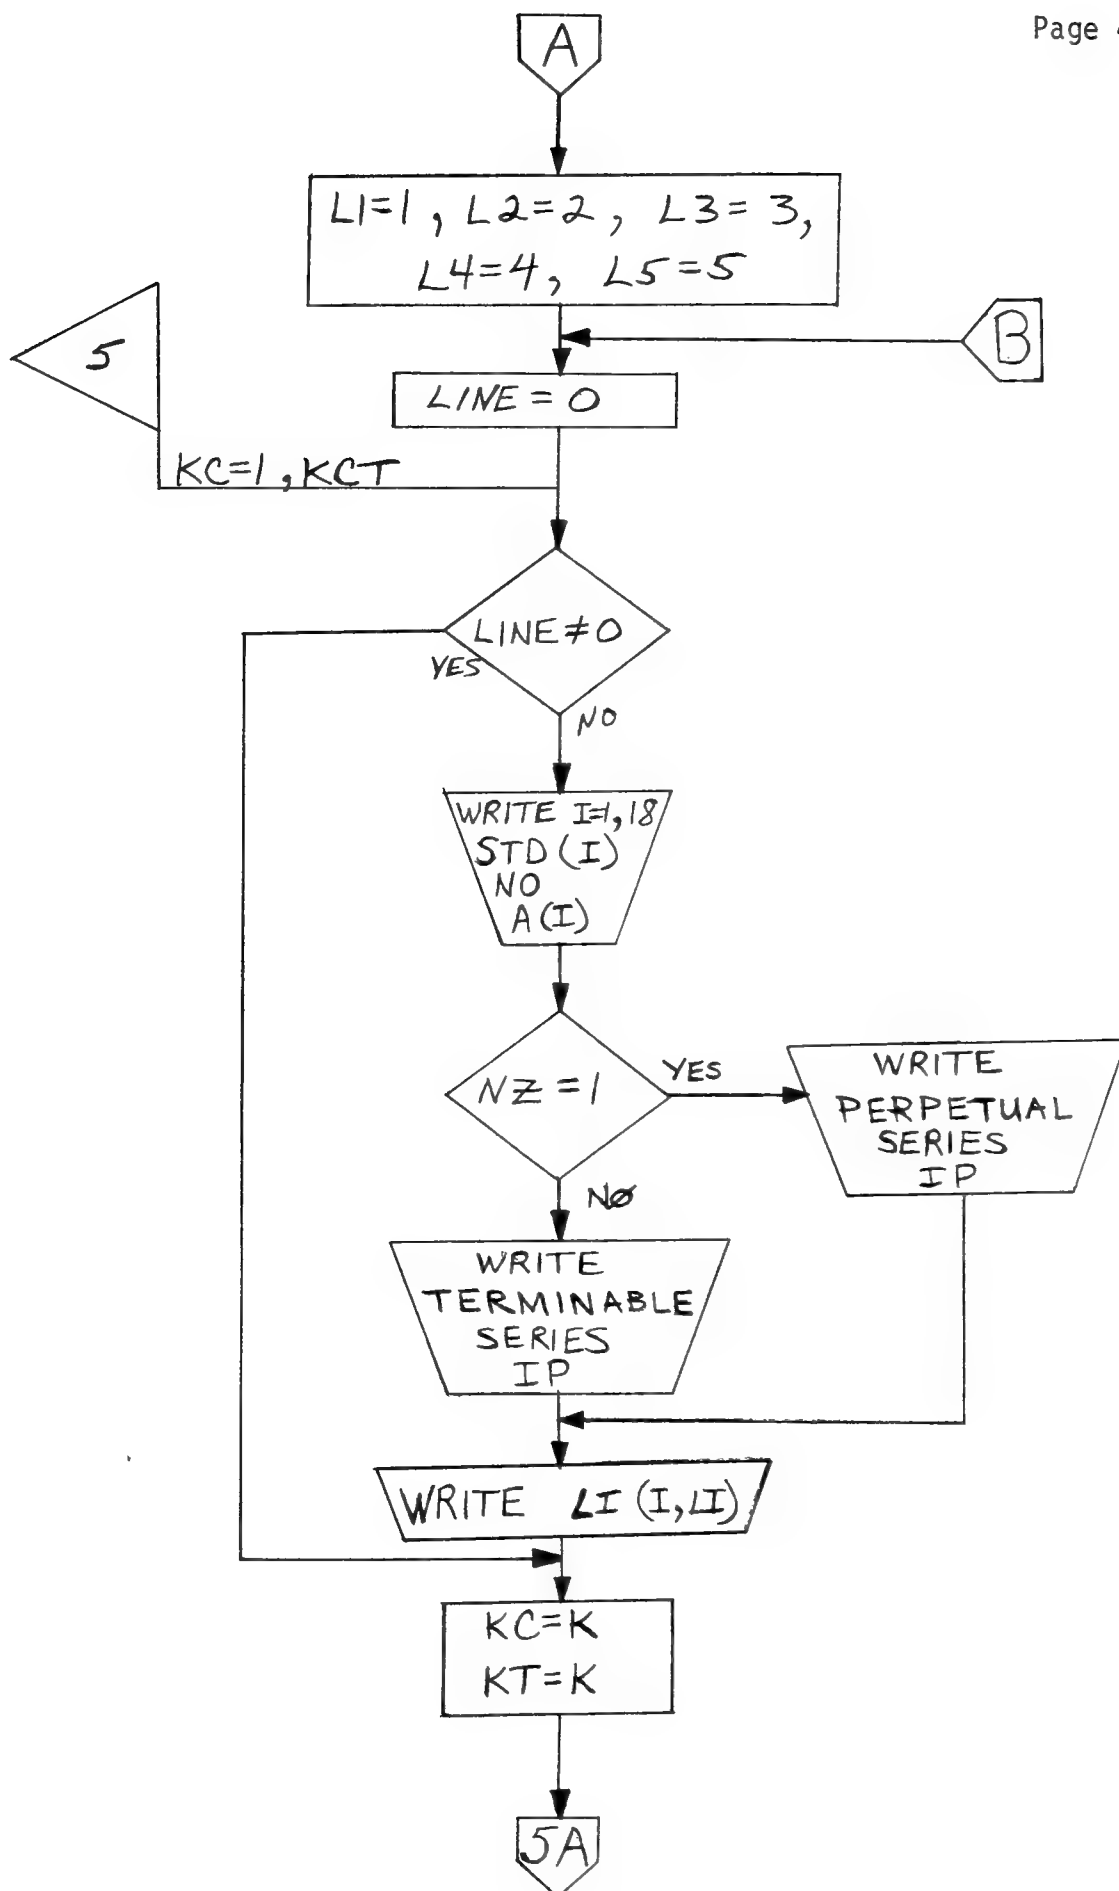 Page 4
A
L1=1, L2=2, L3=3,
L4=4, L5=5
5
B
LINE = 0
KC=1, KCT
LINE≠0
YES
NO
WRITE I=1,18
STD (I)
NO
A (I)
NZ = 1
YES
WRITE
PERPETUAL
SERIES
IP
NØ
WRITE
TERMINABLE
SERIES
IP
WRITE LI (I, LI)
KC=K
KT=K
5A